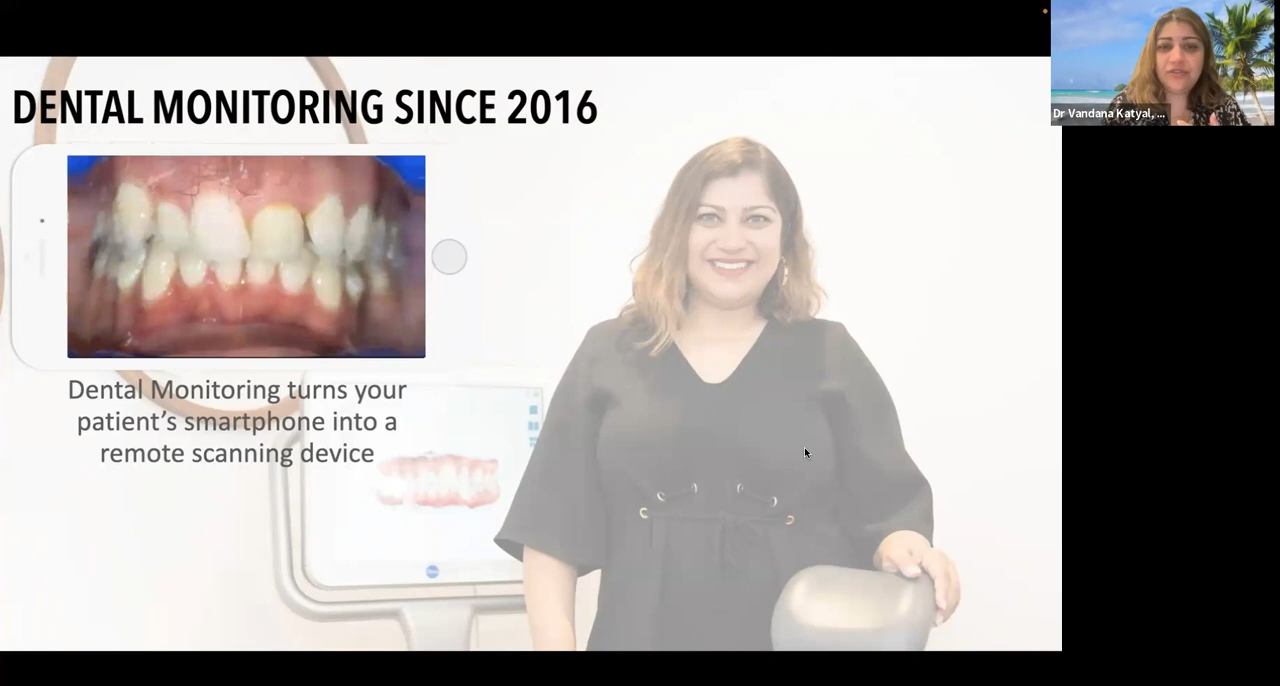 DENTAL MONITORING SINCE 2016
Dental Monitoring turns your
patient's smartphone into a
remote scanning device
Dr Vandana Katyal, ...